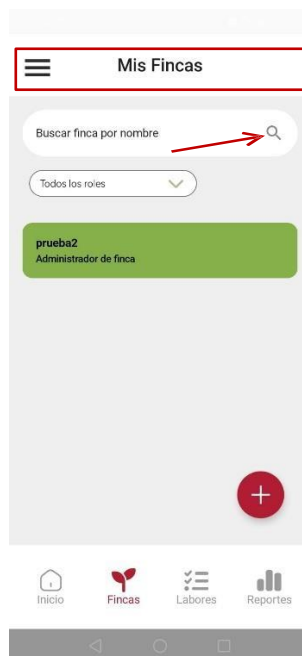 Mis Fincas
Buscar finca por nombre
Todos los roles
prueba2
Administrador de finca
Inicio
Fincas
Labores
Reportes